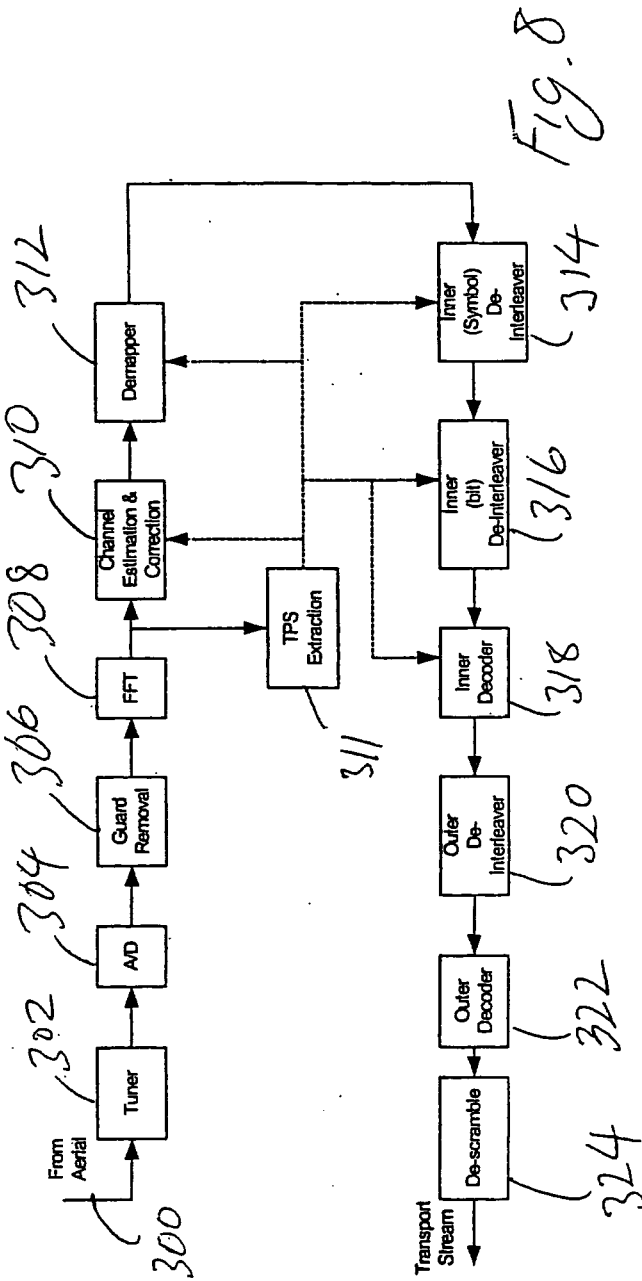 From
Aerial
300
Tuner
302
A/D
304
Guard
Removal
306
FFT
308
Channel
Estimation &
Correction
310
TPS
Extraction
311
Demapper
312
Inner
(Symbol)
De-
Interleaver
314
Inner
(bit)
De-Interleaver
316
Inner
Decoder
318
Outer
De-
Interleaver
320
Outer
Decoder
322
De-scramble
324
Transport
Stream
Fig. 8